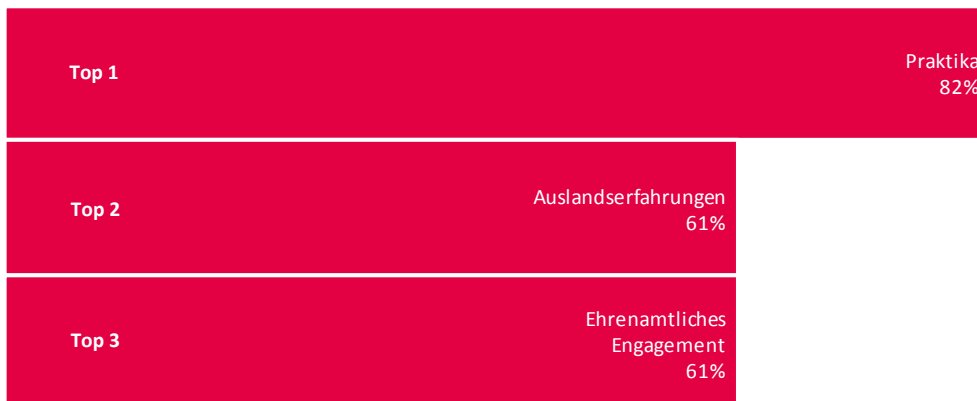 Top 1
Praktika
82%
Top 2
Auslandserfahrungen
61%
Top 3
Ehrenamtliches
Engagement
61%